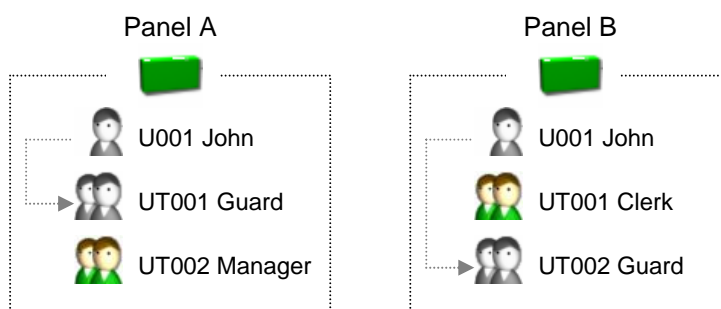 Panel A
U001 John
UT001 Guard
UT002 Manager
Panel B
U001 John
UT001 Clerk
UT002 Guard